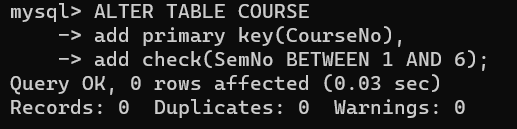 mysql> ALTER TABLE COURSE
    -> add primary key(CourseNo),
    -> add check(SemNo BETWEEN 1 AND 6);
Query OK, 0 rows affected (0.03 sec)
Records: 0  Duplicates: 0  Warnings: 0